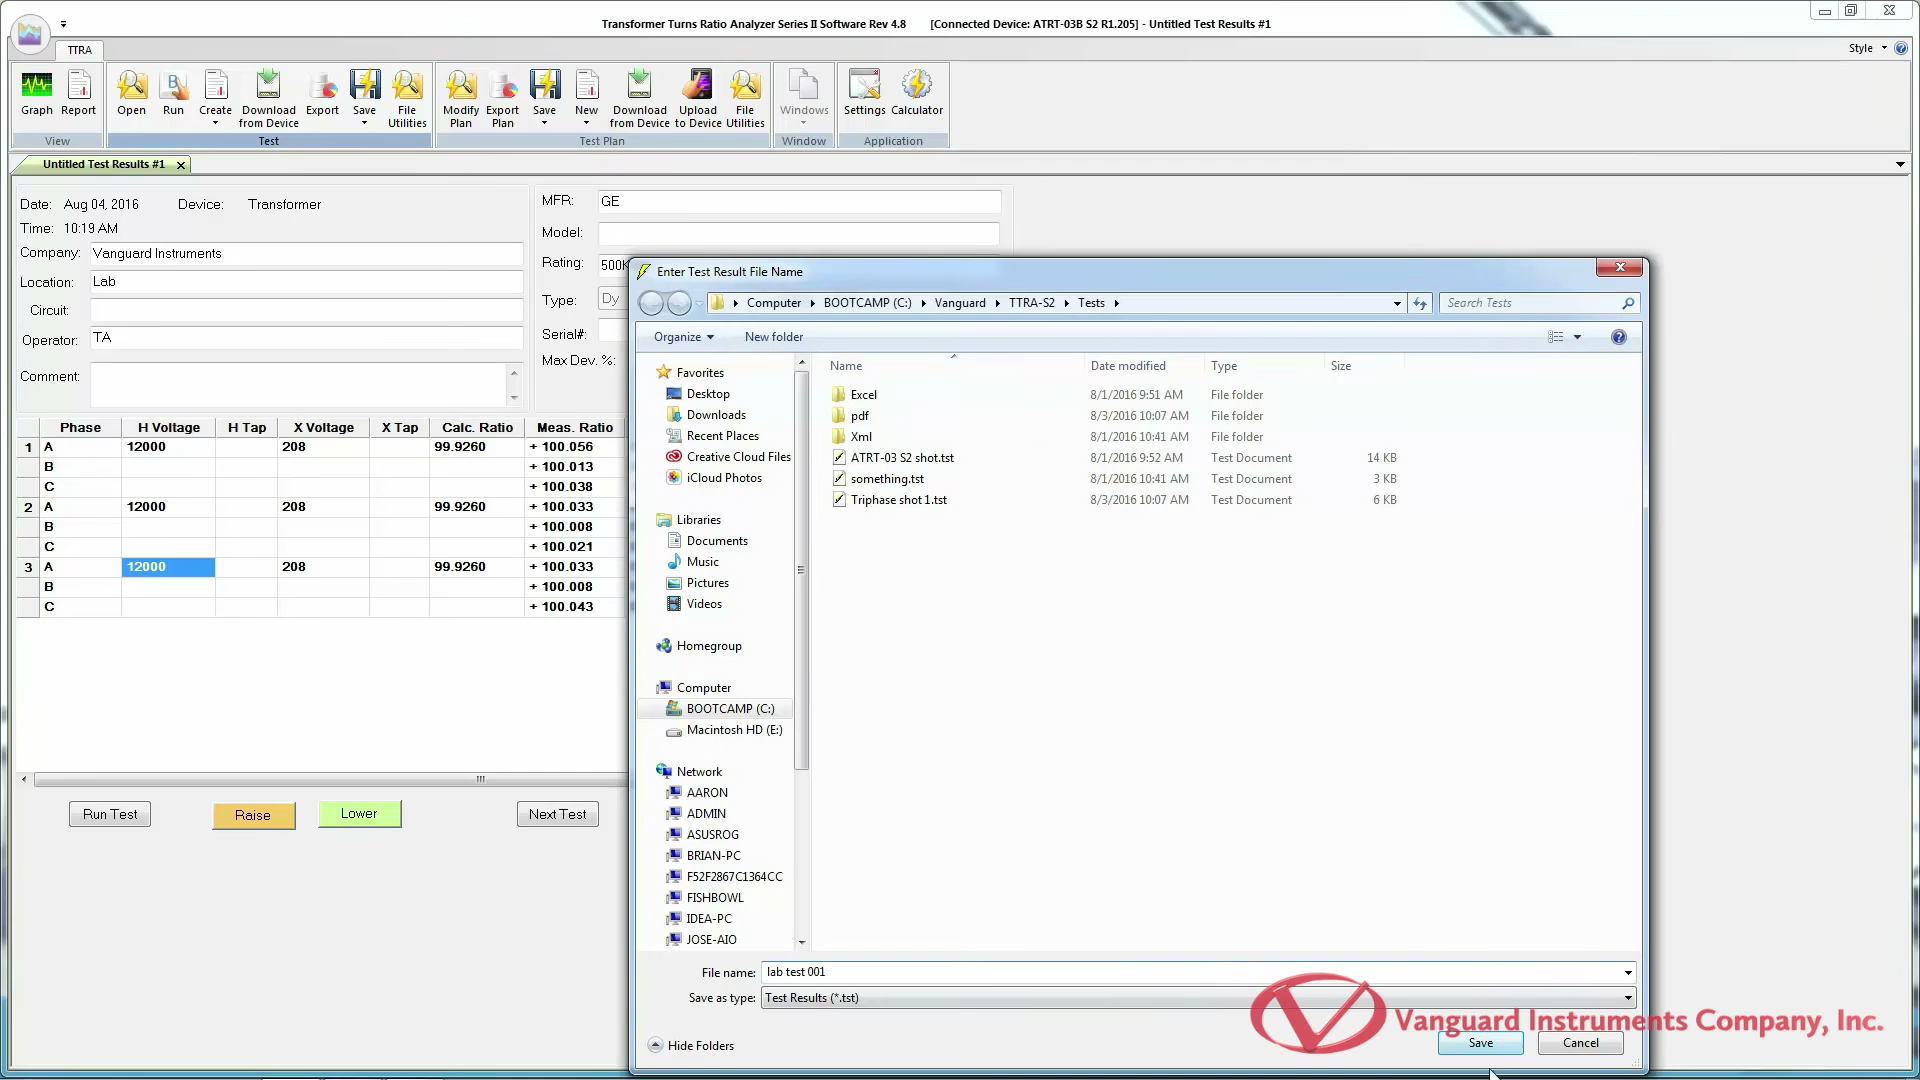 Transformer Turns Ratio Analyzer Series II Software Rev 4.8 [Connected Device: ATRT-03B S2 R1.205] - Untitled Test Results #1
TTRA
Style
Graph
Report
Open
Run
Create
Download from Device
Export
Save
File Utilities
Modify Plan
Export Plan
Save
New
Download from Device
Upload to Device
File Utilities
Windows
Settings
Calculator
View
Test
Test Plan
Window
Application
Untitled Test Results #1
Date: Aug 04, 2016 Device: Transformer
Time: 10:19 AM
Company: Vanguard Instruments
Location: Lab
Circuit:
Operator: TA
Comment:
MFR: GE
Model:
Rating: 500K
Type: Dy
Serial#:
Max Dev. %:
Phase H Voltage H Tap X Voltage X Tap Calc. Ratio Meas. Ratio
1 A 12000 208 99.9260 + 100.056
B + 100.013
C + 100.038
2 A 12000 208 99.9260 + 100.033
B + 100.008
C + 100.021
3 A 12000 208 99.9260 + 100.033
B + 100.008
C + 100.043
Run Test
Raise
Lower
Next Test
Enter Test Result File Name
Computer BOOTCAMP (C:) Vanguard TTRA-S2 Tests
Search Tests
Organize New folder
Favorites
Desktop
Downloads
Recent Places
Creative Cloud Files
iCloud Photos
Libraries
Documents
Music
Pictures
Videos
Homegroup
Computer
BOOTCAMP (C:)
Macintosh HD (E:)
Network
AARON
ADMIN
ASUSROG
BRIAN-PC
F52F2867C1364CC
FISHBOWL
IDEA-PC
JOSE-AIO
Name Date modified Type Size
Excel 8/1/2016 9:51 AM File folder
pdf 8/3/2016 10:07 AM File folder
Xml 8/1/2016 10:41 AM File folder
ATRT-03 S2 shot.tst 8/1/2016 9:52 AM Test Document 14 KB
something.tst 8/1/2016 10:41 AM Test Document 3 KB
Triphase shot 1.tst 8/3/2016 10:07 AM Test Document 6 KB
File name: lab test 001
Save as type: Test Results (*.tst)
Hide Folders
Save
Cancel
Vanguard Instruments Company, Inc.